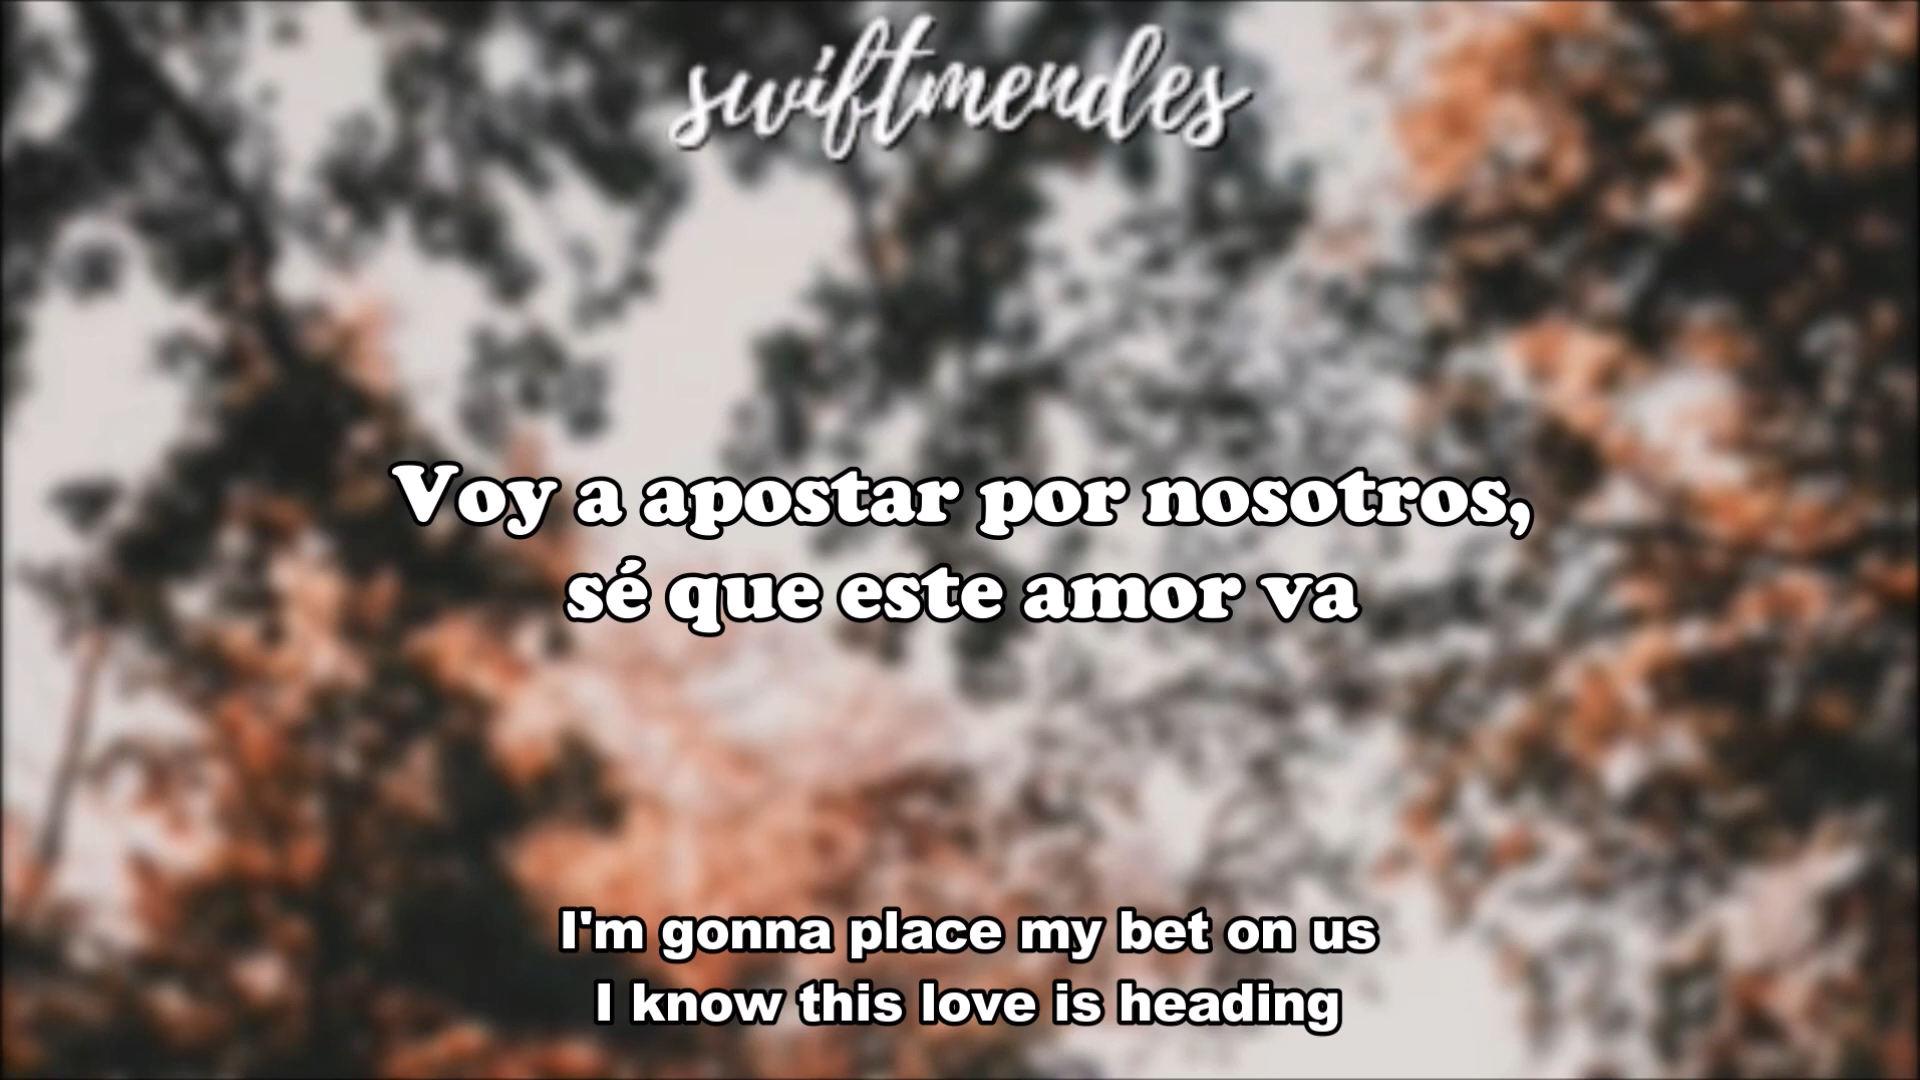 swiftmendes
Voy a apostar por nosotros,
sé que este amor va
I'm gonna place my bet on us
I know this love is heading